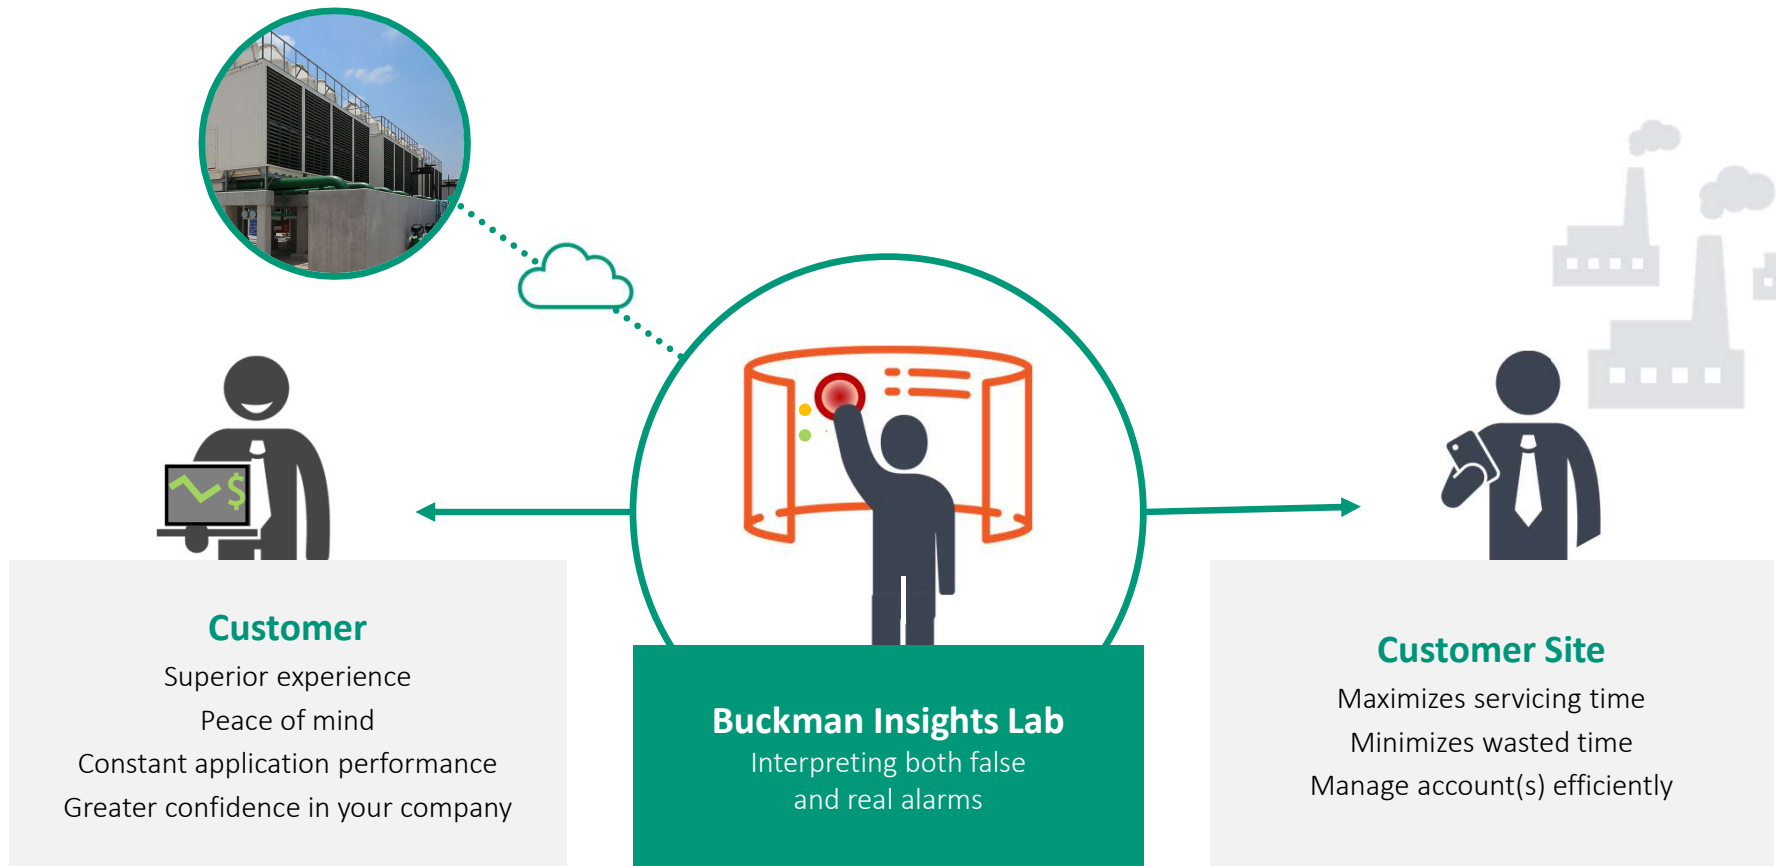 $
Customer
Superior experience
Peace of mind
Constant application performance
Greater confidence in your company
Buckman Insights Lab
Interpreting both false
and real alarms
Customer Site
Maximizes servicing time
Minimizes wasted time
Manage account(s) efficiently